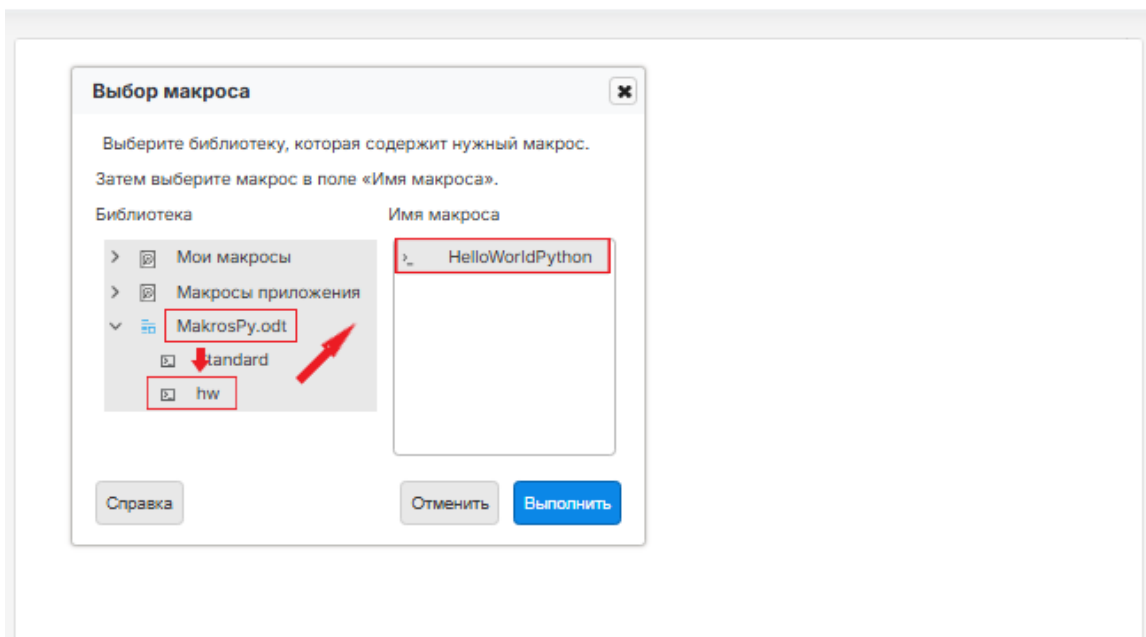 Выбор макроса
Выберите библиотеку, которая содержит нужный макрос.
Затем выберите макрос в поле «Имя макроса».
Библиотека
Имя макроса
Мои макросы
Макросы приложения
MakrosPy.odt
Standard
hw
HelloWorldPython
Справка
Отменить
Выполнить